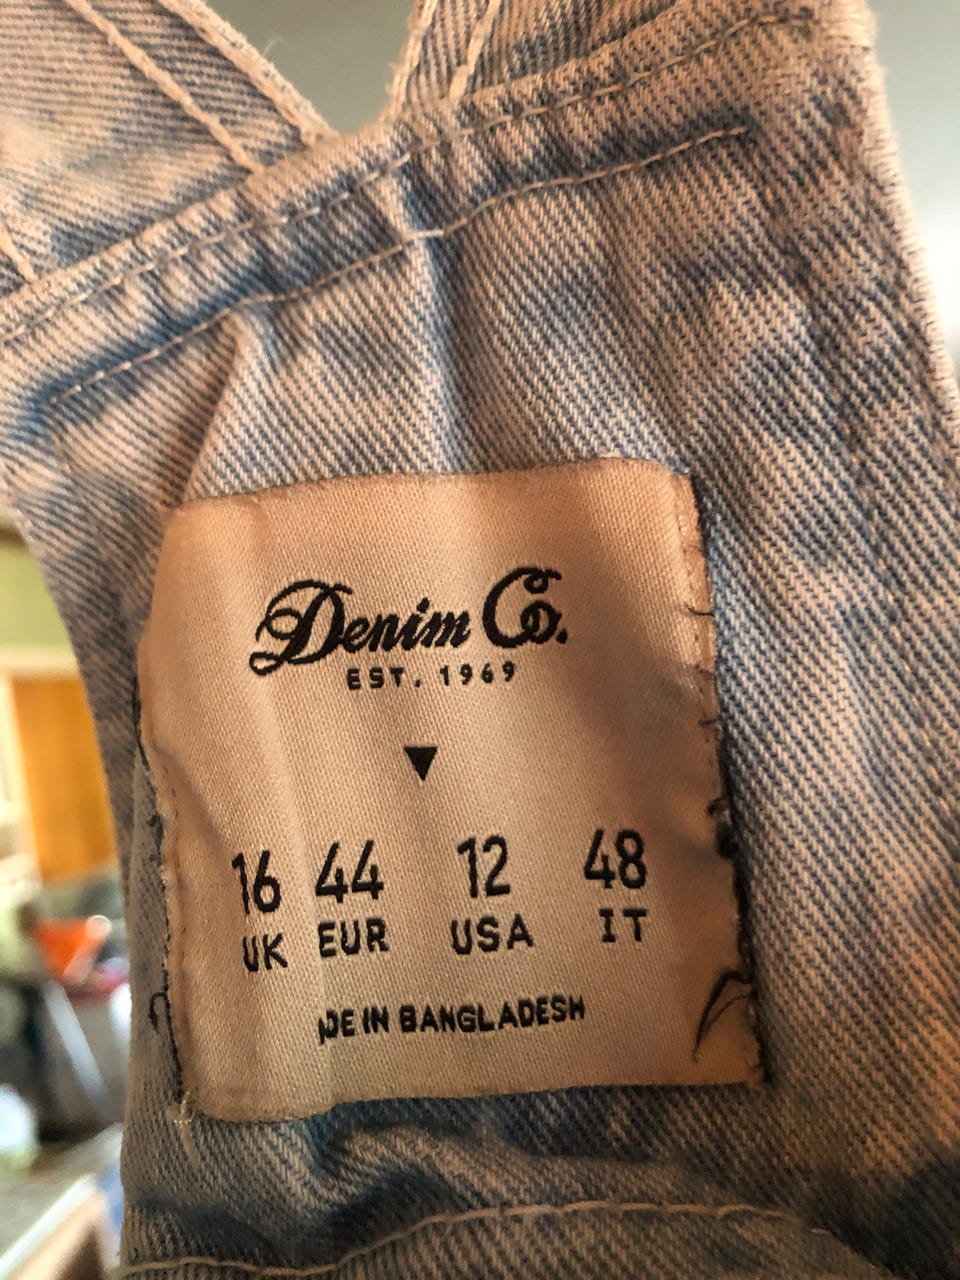 Denim Co.
EST. 1969
16 44 12 48
UK EUR USA IT
DE IN BANGLADESH